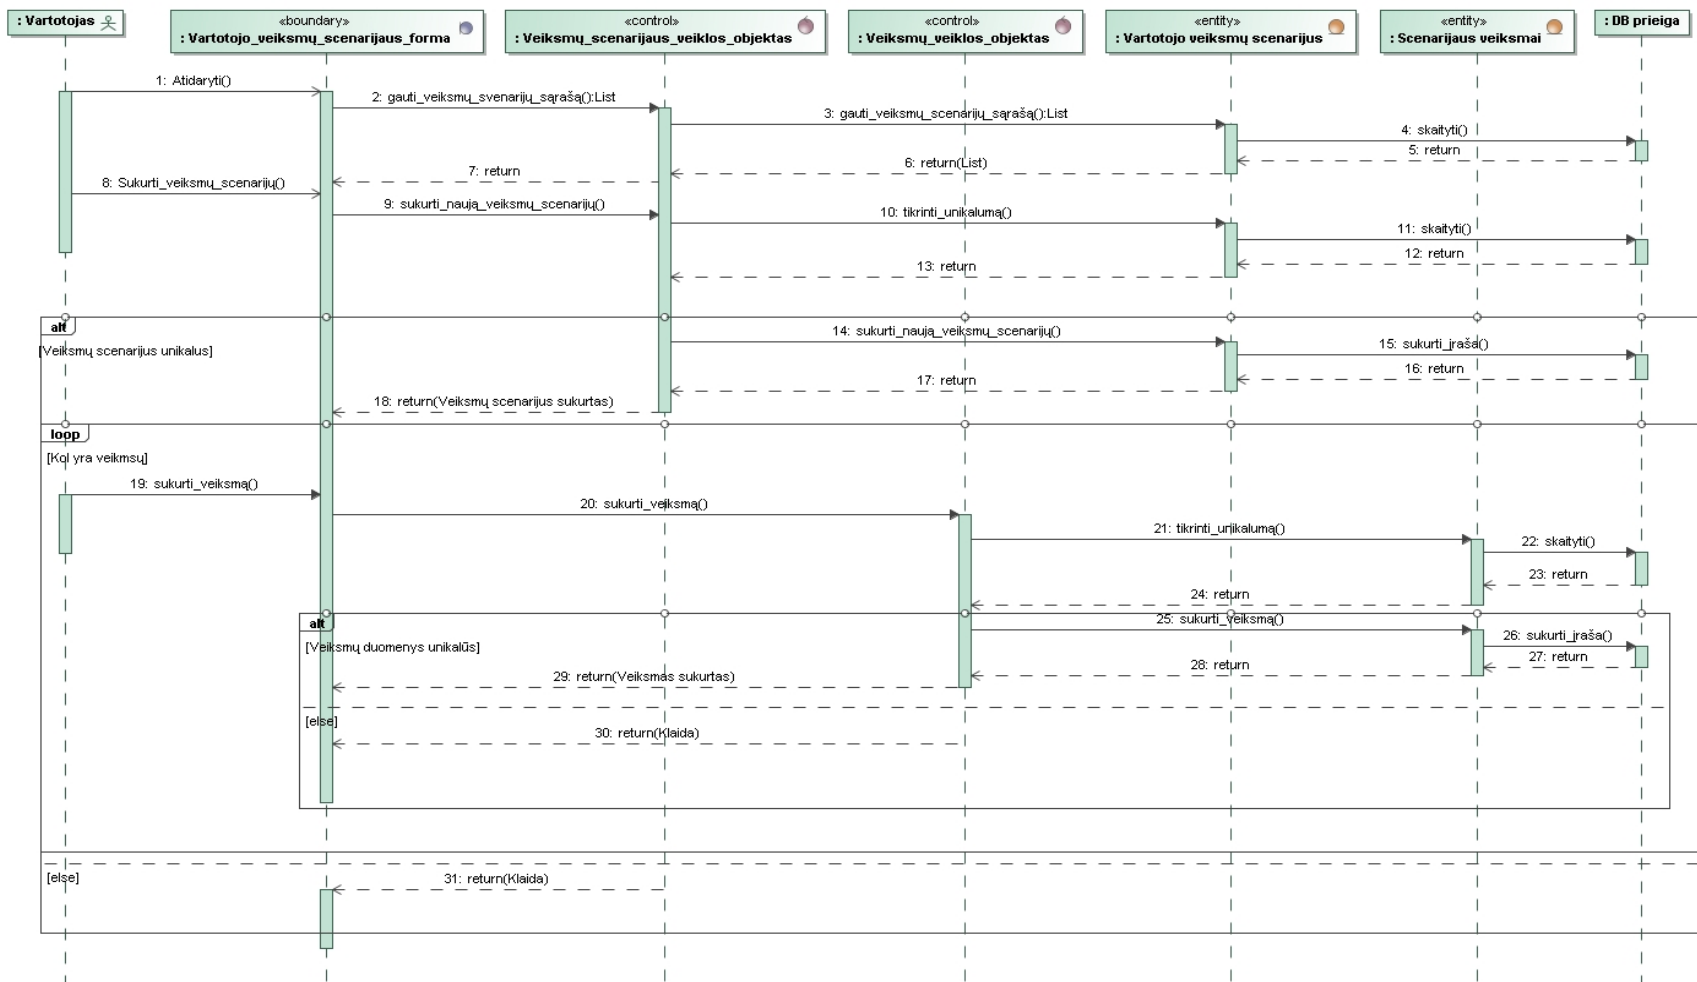 : Vartotojas
«boundary»
: Vartotojo_veiksmų_scenarijaus_forma
«control»
: Veiksmų_scenarijaus_veiklos_objektas
«control»
: Veiksmų_veiklos_objektas
«entity»
: Vartotojo veiksmų scenarijus
«entity»
: Scenarijaus veiksmai
: DB prieiga
1: Atidaryti()
2: gauti_veiksmų_svenarijų_sąrašą():List
3: gauti_veiksmų_scenarijų_sąrašą():List
4: skaityti()
5: return
6: return(List)
7: return
8: Sukurti_veiksmų_scenarijų()
9: sukurti_naują_veiksmų_scenarijų()
10: tikrinti_unikalumą()
11: skaityti()
12: return
13: return
alt
[Veiksmų scenarijus unikalus]
14: sukurti_naują_veiksmų_scenarijų()
15: sukurti_įraša()
16: return
17: return
18: return(Veiksmų scenarijus sukurtas)
loop
[Kol yra veikmsų]
19: sukurti_veiksmą()
20: sukurti_veiksmą()
21: tikrinti_unikalumą()
22: skaityti()
23: return
24: return
alt
[Veiksmų duomenys unikalūs]
25: sukurti_veiksmą()
26: sukurti_įraša()
27: return
28: return
29: return(Veiksmas sukurtas)
[else]
30: return(Klaida)
[else]
31: return(Klaida)